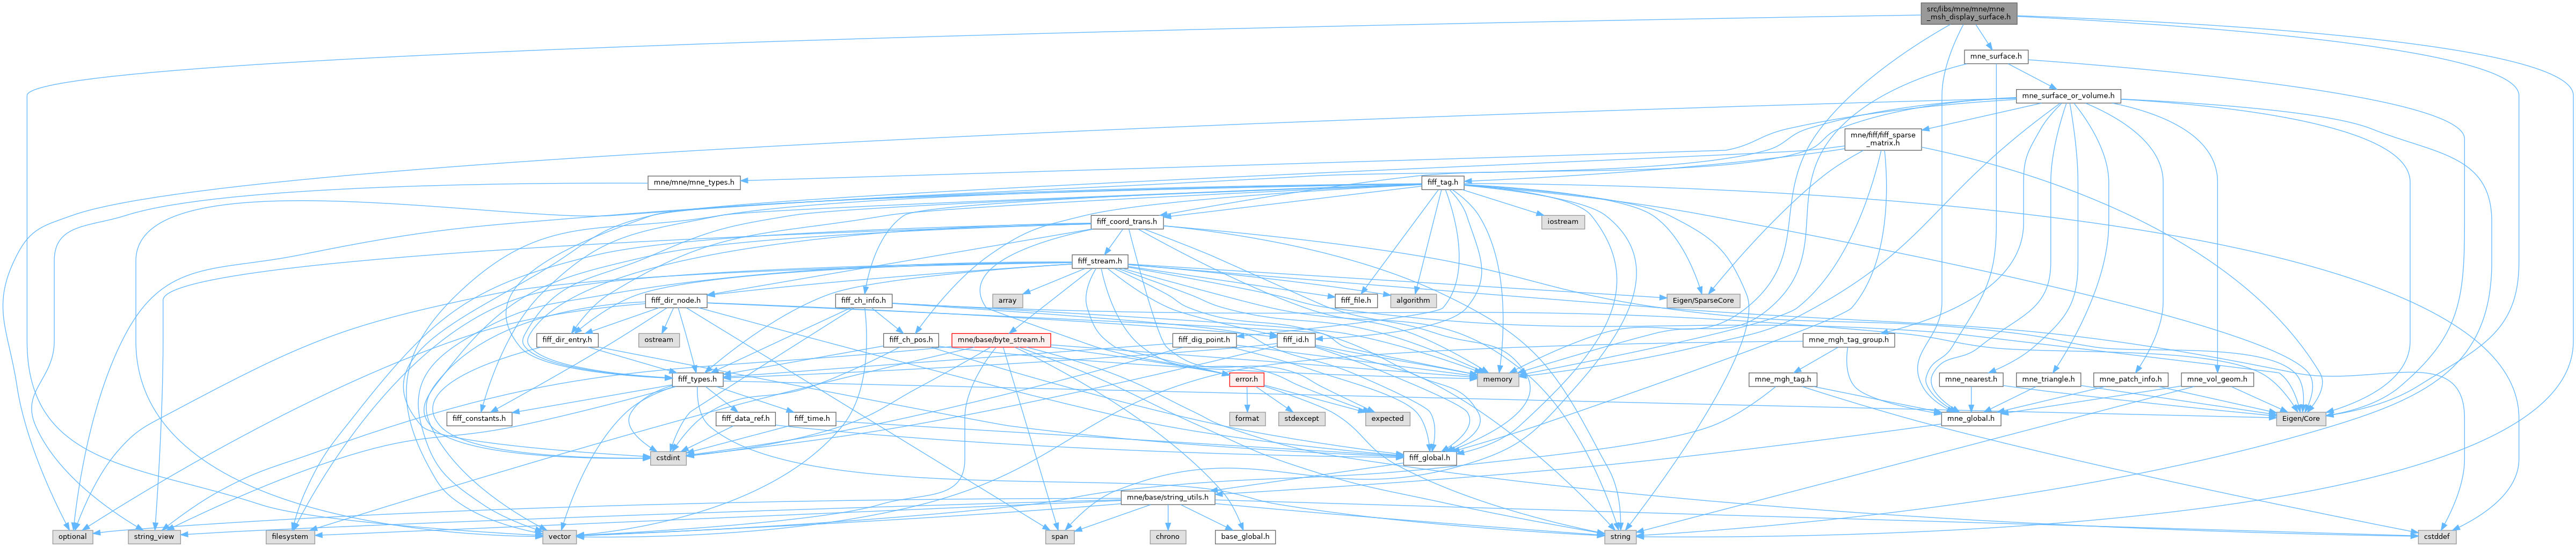 src/libs/mne/mne/mne
_msh_display_surface.h
mne_surface.h
mne_surface_or_volume.h
mne/fiff/fiff_sparse
_matrix.h
mne/mne/mne_types.h
fiff_tag.h
fiff_coord_trans.h
iostream
fiff_stream.h
fiff_dir_node.h
fiff_ch_info.h
array
fiff_file.h
algorithm
Eigen/SparseCore
fiff_dir_entry.h
ostream
fiff_ch_pos.h
mne/base/byte_stream.h
fiff_dig_point.h
fiff_id.h
mne_mgh_tag_group.h
fiff_types.h
error.h
memory
mne_mgh_tag.h
mne_nearest.h
mne_triangle.h
mne_patch_info.h
mne_vol_geom.h
fiff_constants.h
fiff_data_ref.h
fiff_time.h
format
stdexcept
expected
mne_global.h
Eigen/Core
cstdint
fiff_global.h
mne/base/string_utils.h
optional
string_view
filesystem
vector
span
chrono
base_global.h
string
cstddef